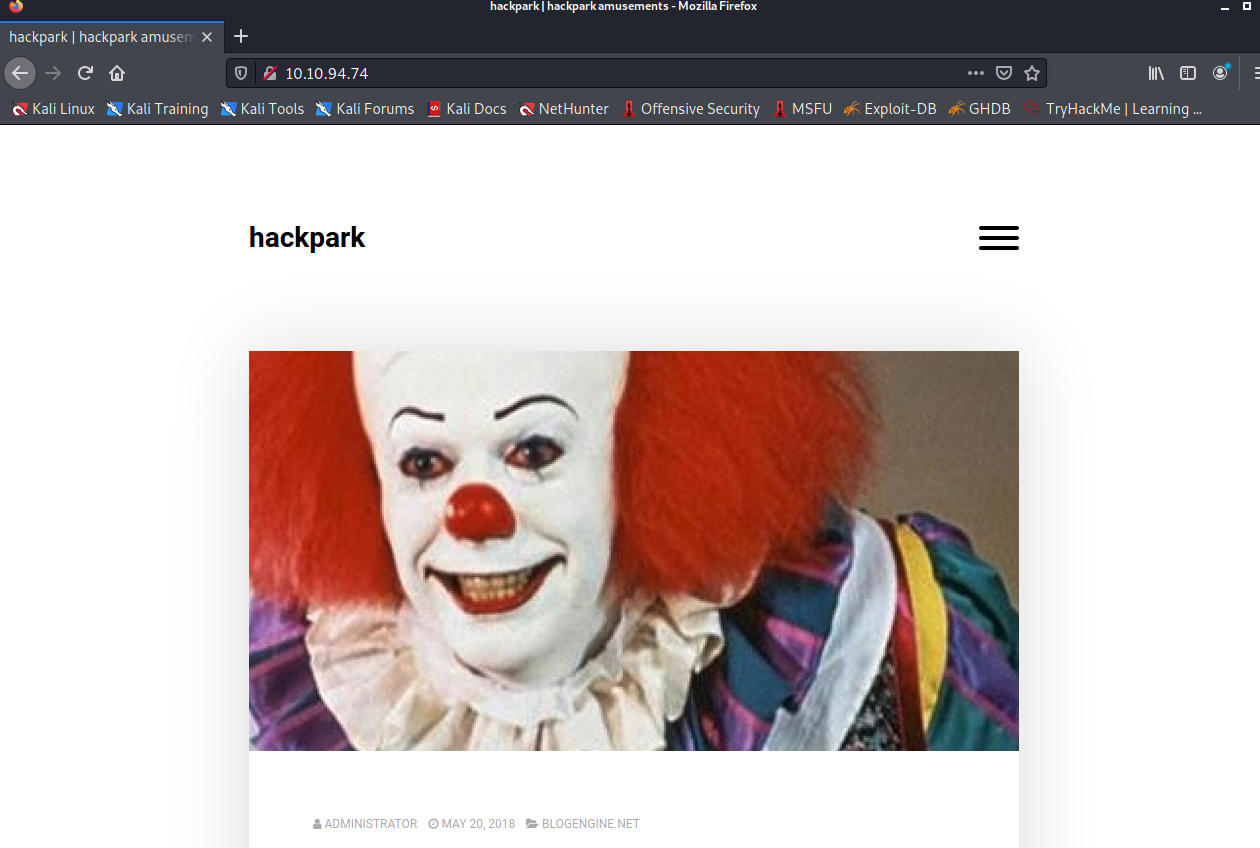 hackpark | hackpark amusements - Mozilla Firefox
hackpark | hackpark amusem
10.10.94.74
Kali Linux Kali Training Kali Tools Kali Forums Kali Docs NetHunter Offensive Security MSFU Exploit-DB GHDB TryHackMe | Learning ...
hackpark
ADMINISTRATOR MAY 20, 2018 BLOGENGINE.NET